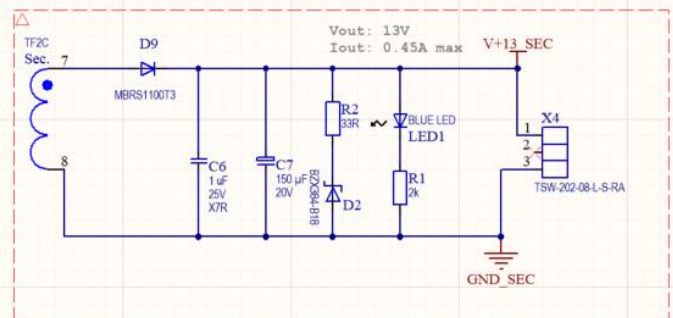 Vout: 13V
Iout: 0.45A max
TF2C
Sec.
7
D9
MBRS1100T3
V+13_SEC
R2
33R
BLUE LED
LED1
X4
1
2
3
TSW-202-08-L-S-RA
8
C6
1 uF
25V
X7R
C7
150 µF
20V
BZX384-B18
D2
R1
2k
GND_SEC